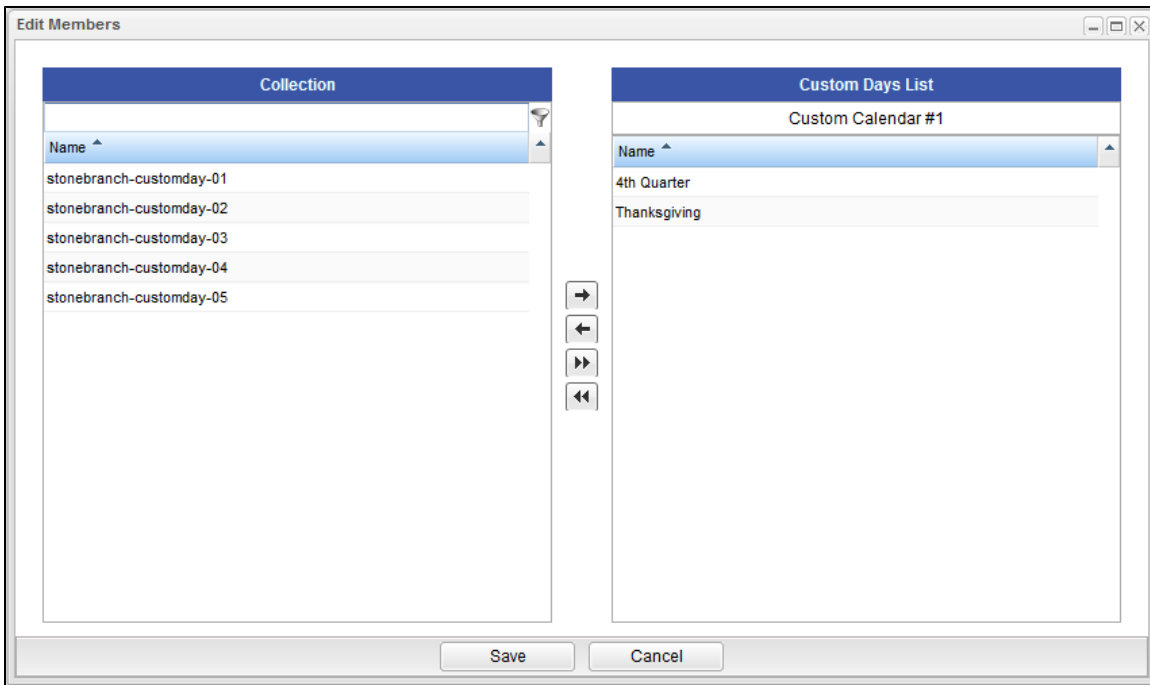 Edit Members
Collection
Name
stonebranch-customday-01
stonebranch-customday-02
stonebranch-customday-03
stonebranch-customday-04
stonebranch-customday-05
Custom Days List
Custom Calendar #1
Name
4th Quarter
Thanksgiving
Save
Cancel